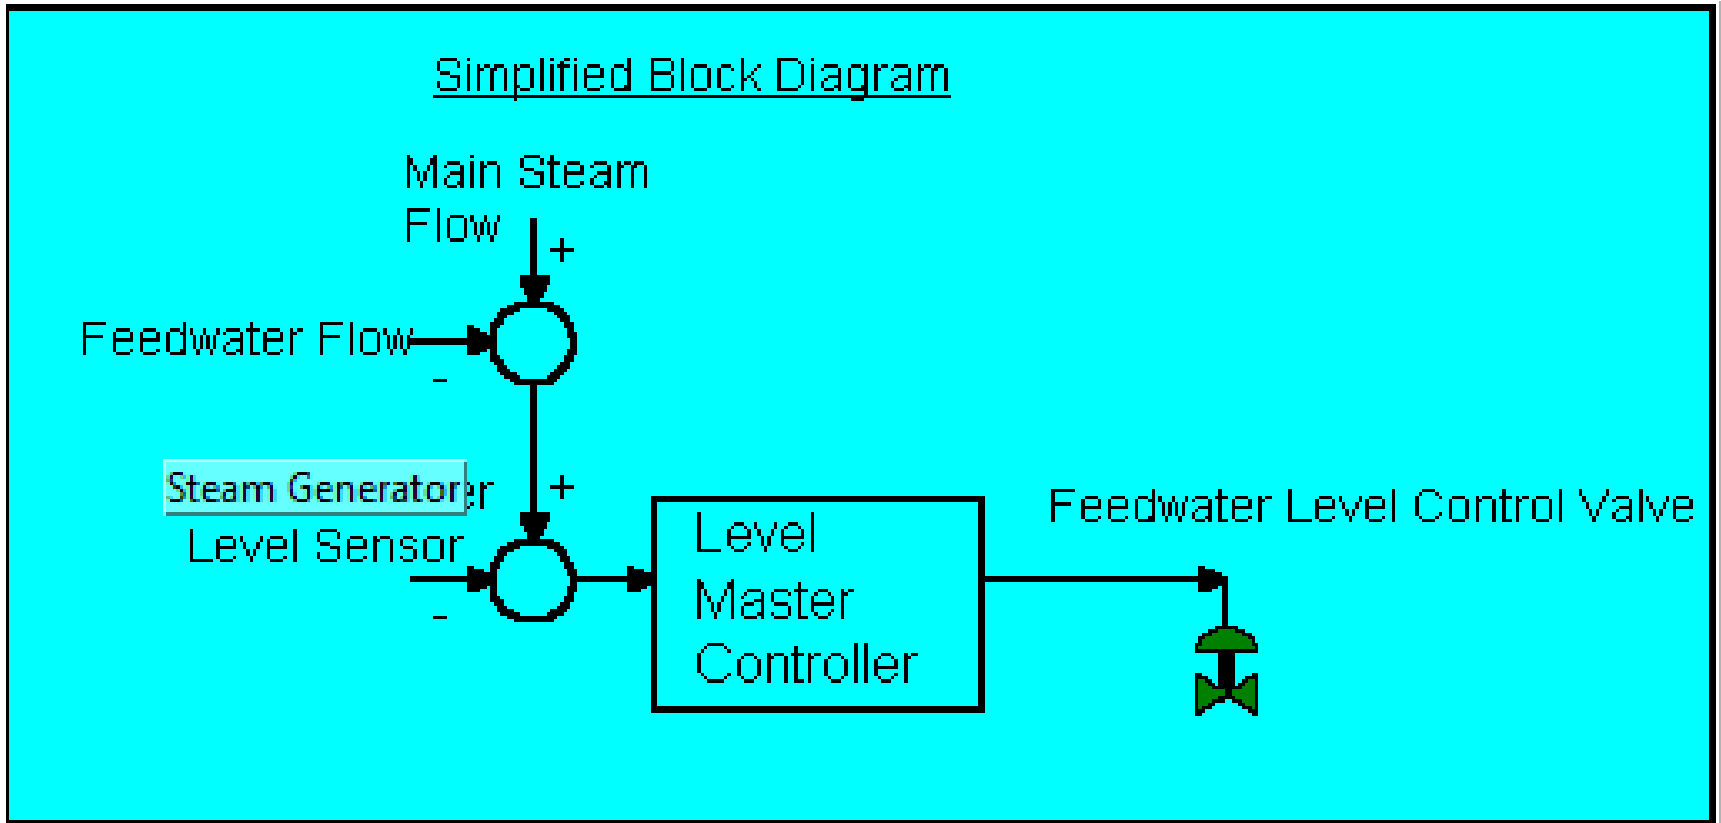 Simplified Block Diagram
Main Steam
Flow
+
Feedwater Flow
-
Steam Generator
+
Level Sensor
-
Level
Master
Controller
Feedwater Level Control Valve